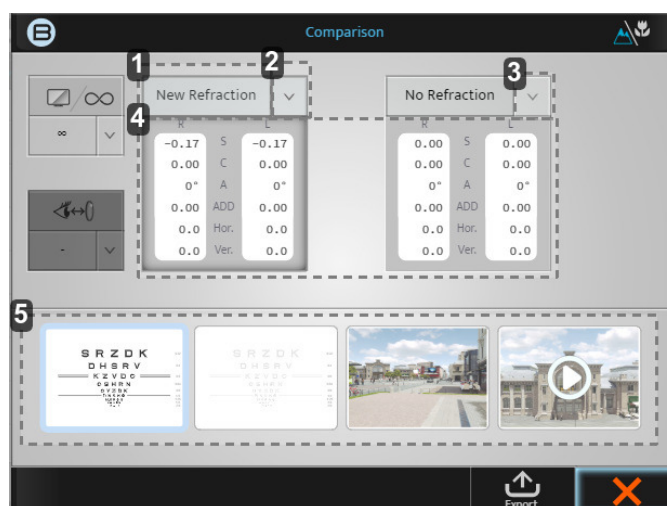 B
Comparison
1
2
3
New Refraction
No Refraction
4
∞
∞
R L
-0.17 S -0.17
0.00 C 0.00
0° A 0°
0.00 ADD 0.00
0.0 Hor. 0.0
0.0 Ver. 0.0
-
R L
0.00 S 0.00
0.00 C 0.00
0° A 0°
0.00 ADD 0.00
0.0 Hor. 0.0
0.0 Ver. 0.0
5
S R Z D K
D H S R V
K Z V D C
O S H R N
S R Z D K
D H S R V
K Z V D C
Export